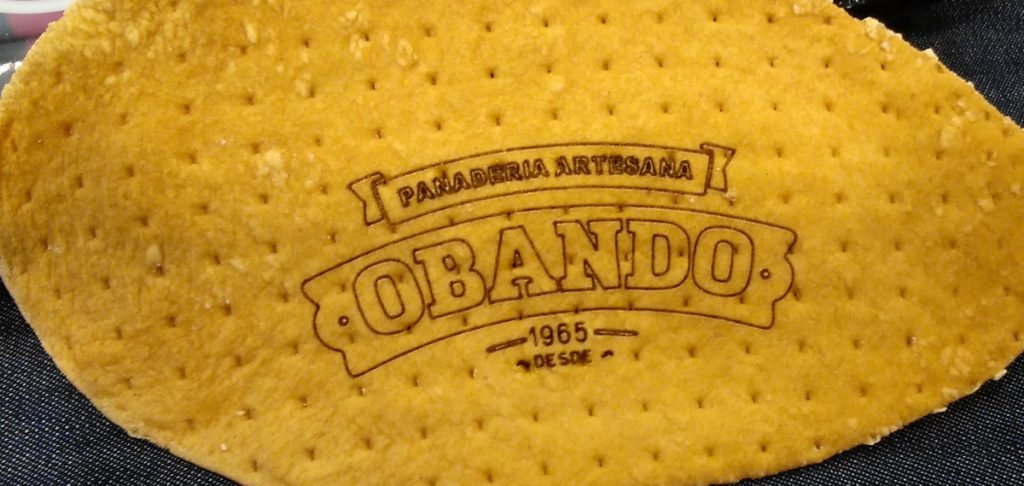 PANADERIA ARTESANA
OBANDO
1965
DESDE